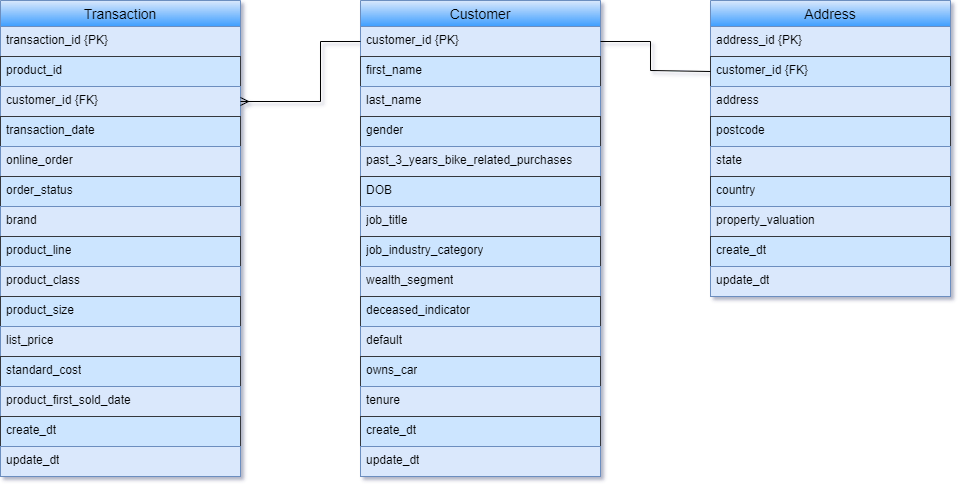 Transaction
transaction_id {PK}
product_id
customer_id {FK}
transaction_date
online_order
order_status
brand
product_line
product_class
product_size
list_price
standard_cost
product_first_sold_date
create_dt
update_dt
Customer
customer_id {PK}
first_name
last_name
gender
past_3_years_bike_related_purchases
DOB
job_title
job_industry_category
wealth_segment
deceased_indicator
default
owns_car
tenure
create_dt
update_dt
Address
address_id {PK}
customer_id {FK}
address
postcode
state
country
property_valuation
create_dt
update_dt